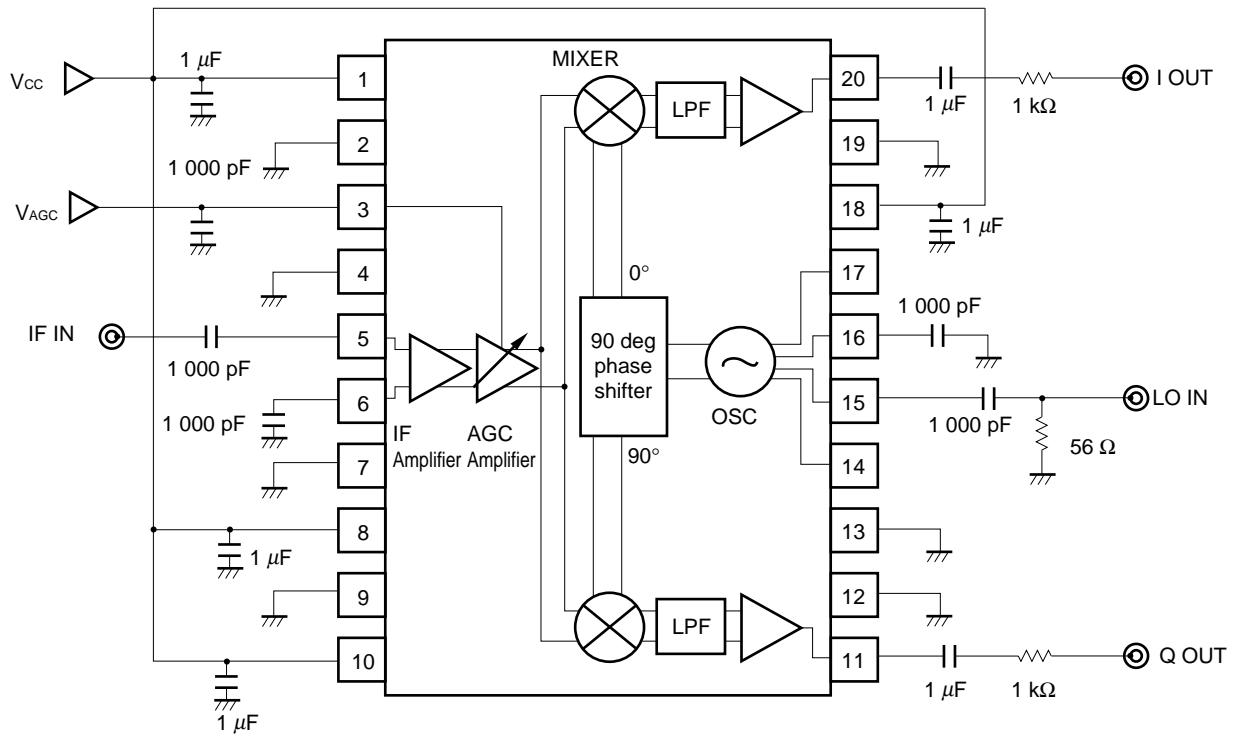 MIXER
1 μF
VCC
1
20
I OUT
LPF
1 μF
1 kΩ
2
19
1 000 pF
VAGC
3
18
1 μF
4
0°
17
IF IN
5
90 deg
phase
shifter
16
1 000 pF
1 000 pF
6
15
LO IN
1 000 pF
OSC
1 000 pF
IF
Amplifier
AGC
Amplifier
56 Ω
7
90°
14
8
13
1 μF
9
12
LPF
10
11
Q OUT
1 μF
1 μF
1 kΩ